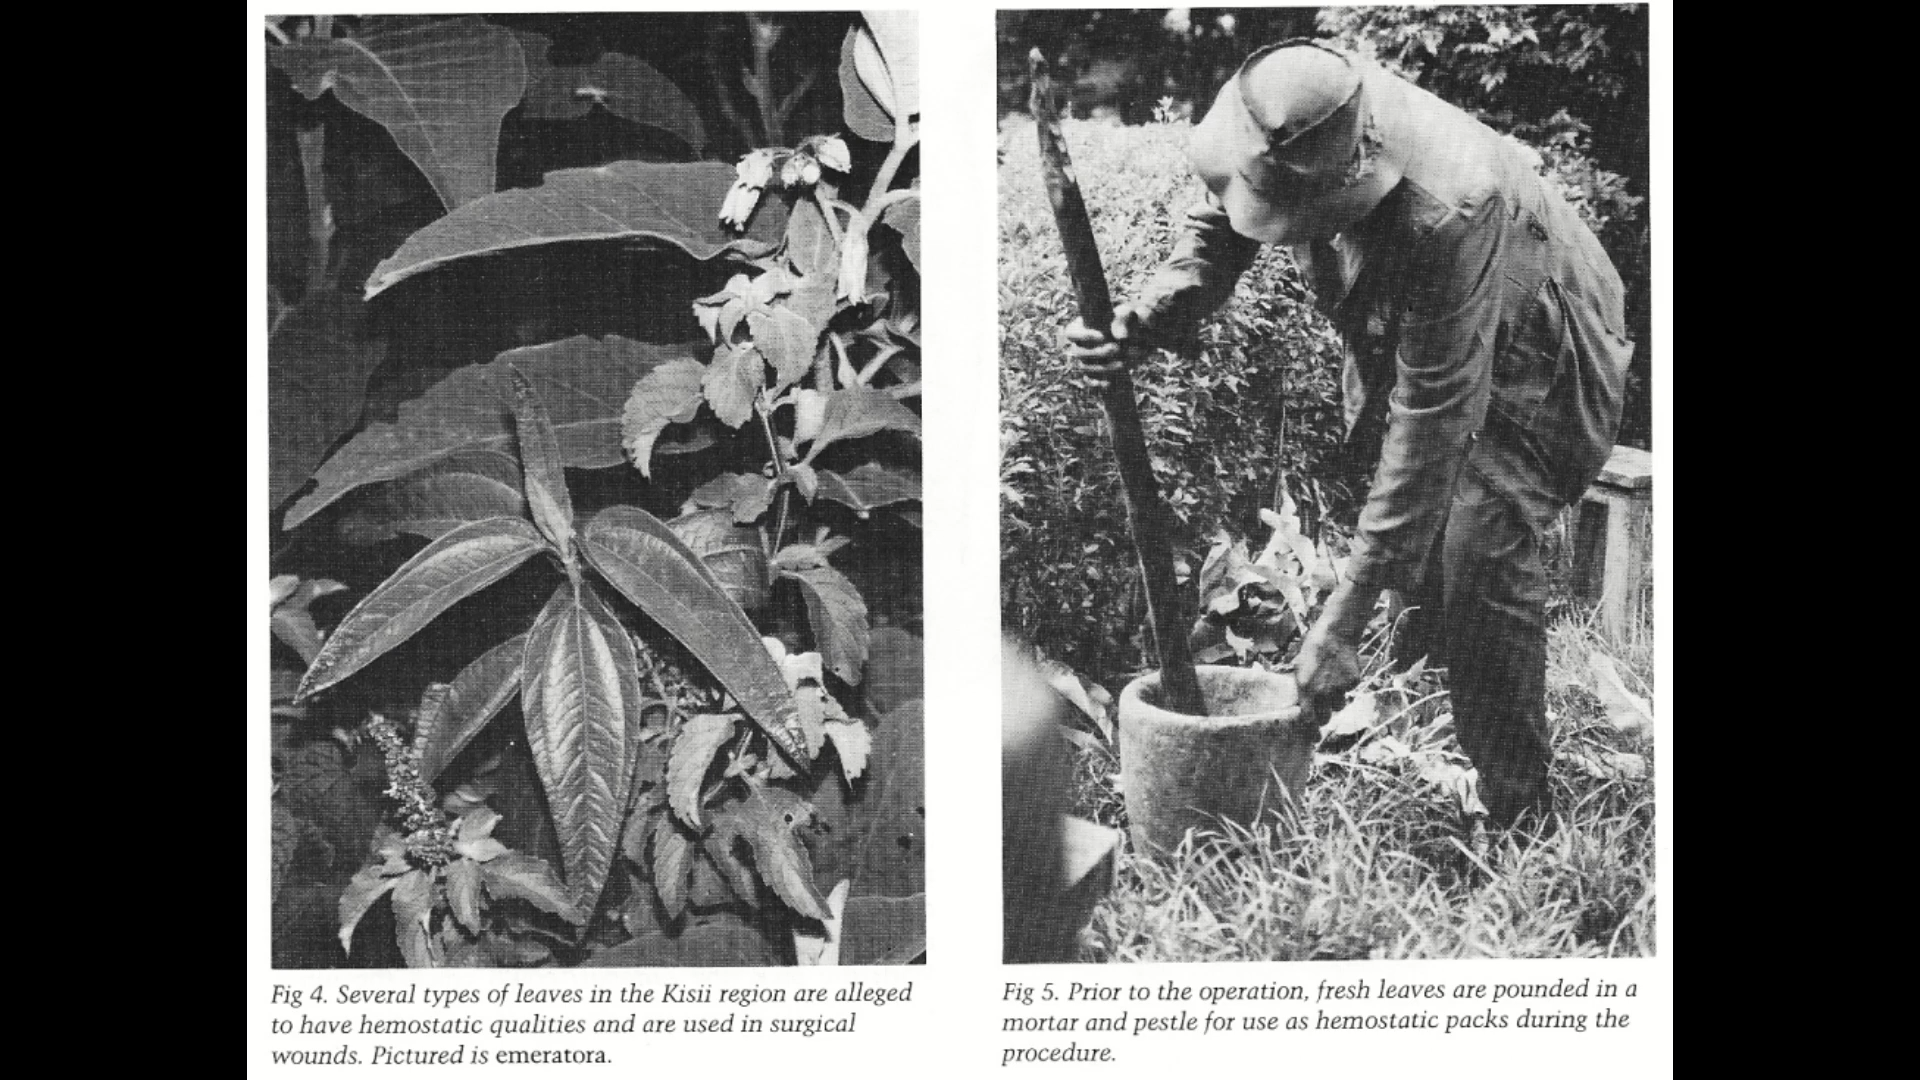 Fig 4. Several types of leaves in the Kisii region are alleged
to have hemostatic qualities and are used in surgical
wounds. Pictured is emeratora.
Fig 5. Prior to the operation, fresh leaves are pounded in a
mortar and pestle for use as hemostatic packs during the
procedure.